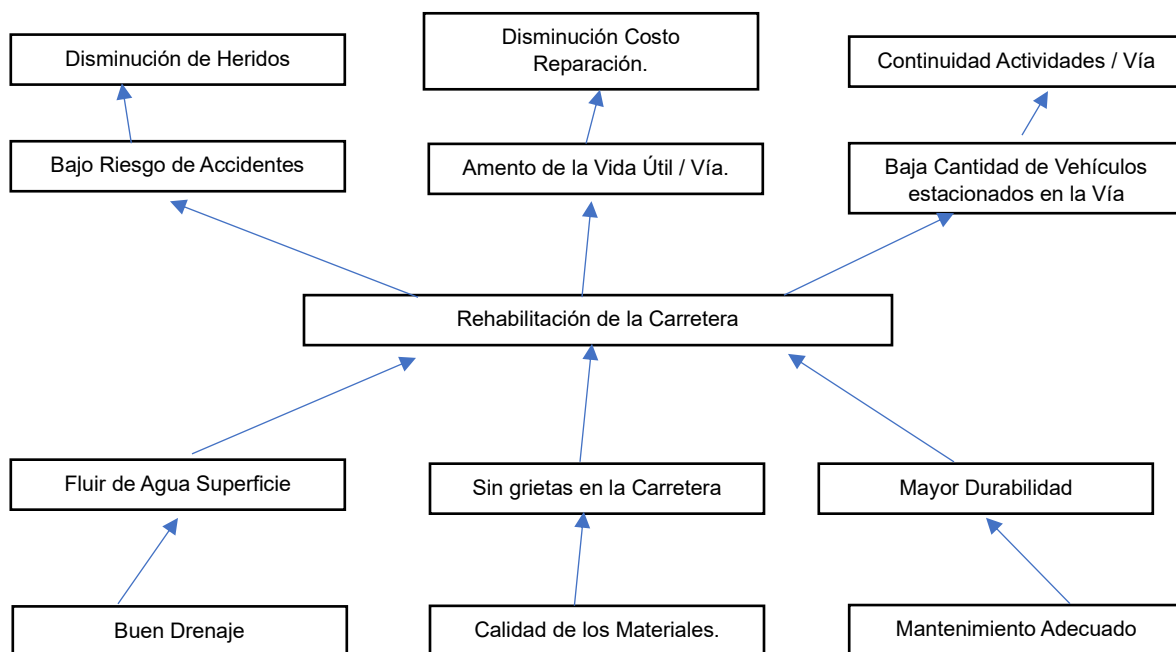 Disminución de Heridos
Disminución Costo
Reparación.
Continuidad Actividades / Vía
Bajo Riesgo de Accidentes
Amento de la Vida Útil / Vía.
Baja Cantidad de Vehículos
estacionados en la Vía
Rehabilitación de la Carretera
Fluir de Agua Superficie
Sin grietas en la Carretera
Mayor Durabilidad
Buen Drenaje
Calidad de los Materiales.
Mantenimiento Adecuado